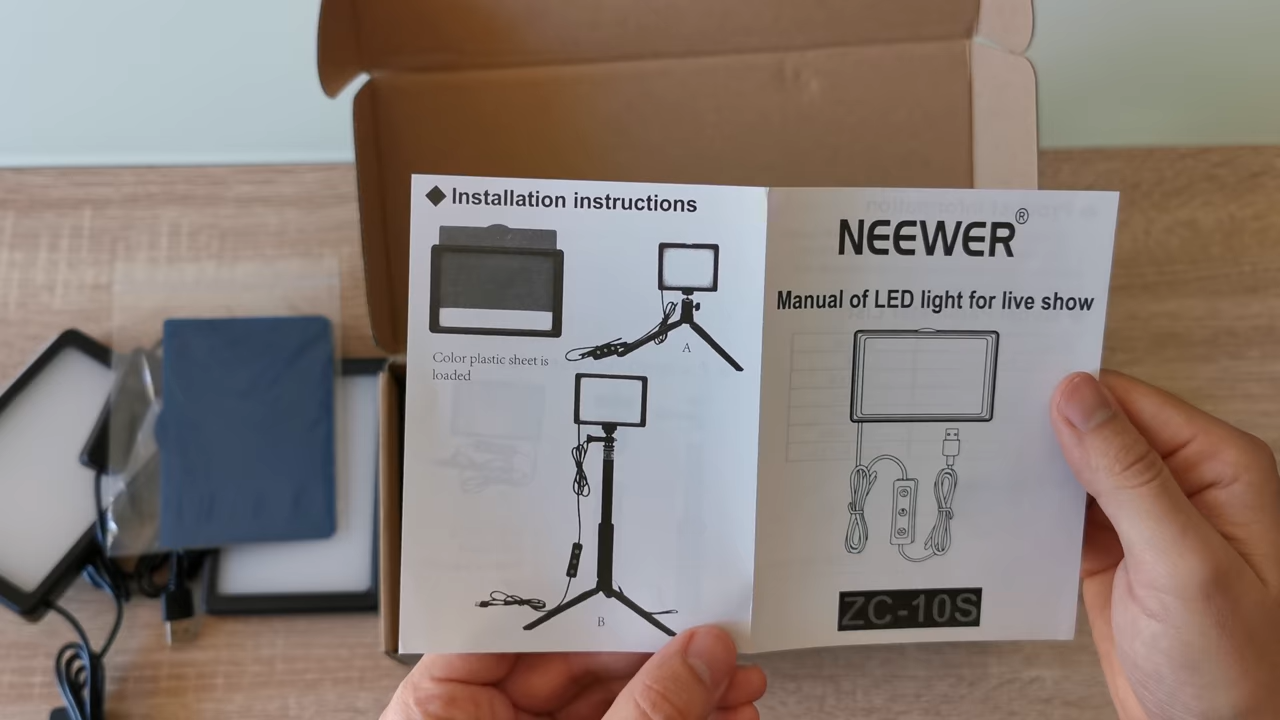 ◆ Installation instructions
Color plastic sheet is
loaded
A
B
NEEWER®
Manual of LED light for live show
ZC-10S